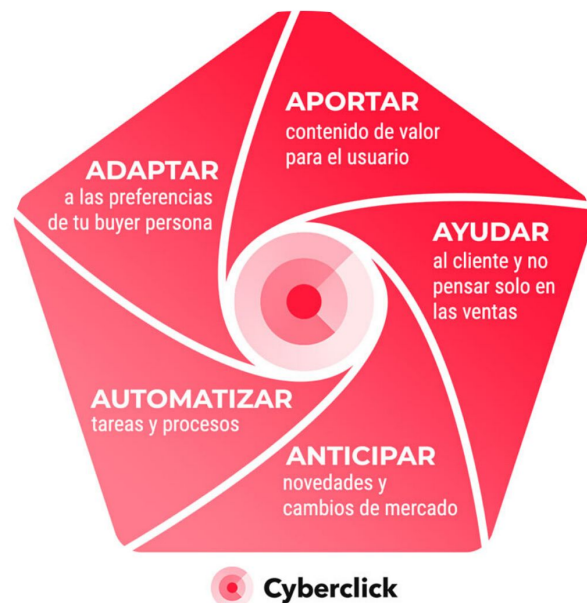 APORTAR
contenido de valor
para el usuario
ADAPTAR
a las preferencias
de tu buyer persona
AYUDAR
al cliente y no
pensar solo en
las ventas
AUTOMATIZAR
tareas y procesos
ANTICIPAR
novedades y
cambios de mercado
Cyberclick